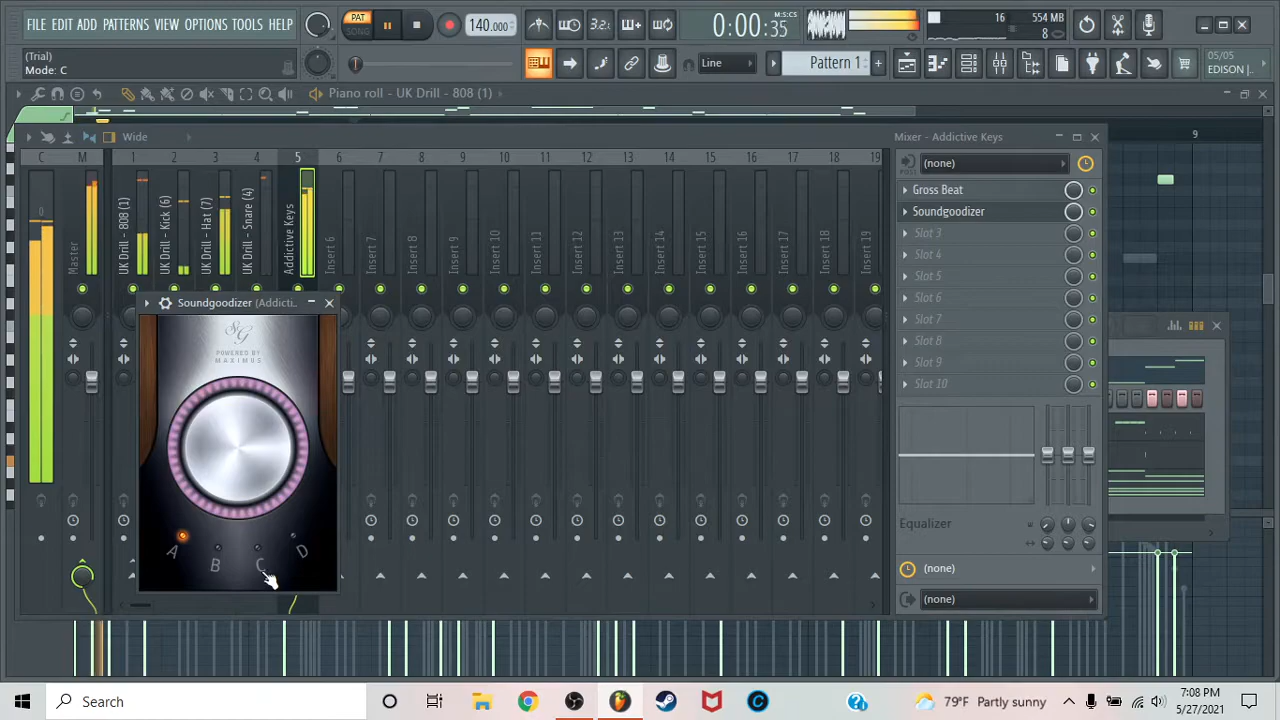 FILE EDIT ADD PATTERNS VIEW OPTIONS TOOLS HELP
PAT
SONG
140.000
3.2.
0:00:35
M:S:CS
16
554 MB
8
(Trial)
Mode: C
Line
Pattern 1
05/05
EDISON |..
Piano roll - UK Drill - 808 (1)
9
Wide
Mixer - Addictive Keys
C M 1 2 3 4 5 6 7 8 9 10 11 12 13 14 15 16 17 18 19
(none)
0
Master
UK Drill - 808 (1)
UK Drill - Kick (6)
UK Drill - Hat (7)
UK Drill - Snare (4)
Addictive Keys
Insert 6
Insert 7
Insert 8
Insert 9
Insert 10
Insert 11
Insert 12
Insert 13
Insert 14
Insert 15
Insert 16
Insert 17
Insert 18
Insert 19
POST
Gross Beat
Soundgoodizer
Slot 3
Slot 4
Slot 5
Slot 6
Slot 7
Slot 8
Slot 9
Slot 10
Soundgoodizer (Addicti..
SG
POWERED BY
MAXIMUS
A B C D
Equalizer
(none)
(none)
Search
79°F Partly sunny
7:08 PM
5/27/2021